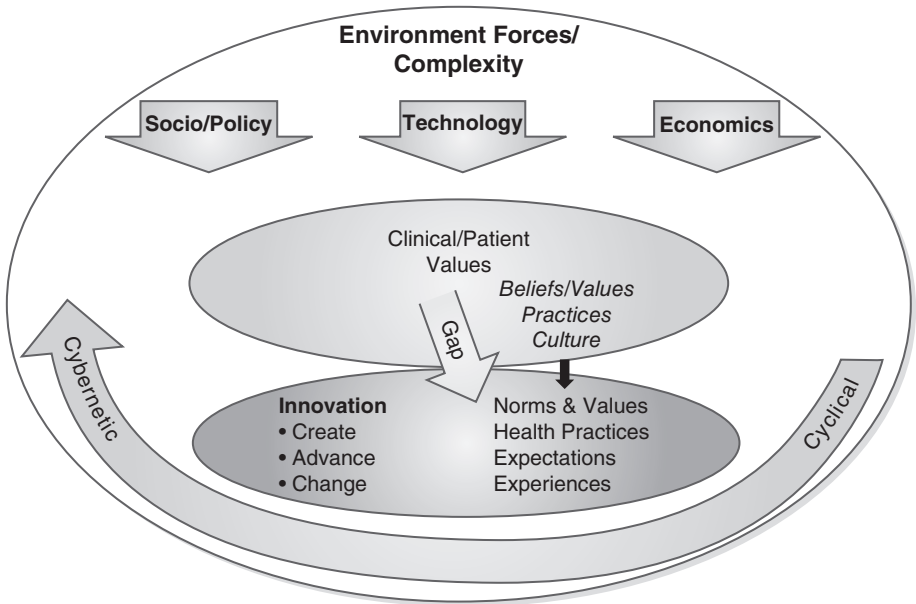 Environment Forces/
Complexity
Socio/Policy
Technology
Economics
Clinical/Patient
Values
Beliefs/Values
Practices
Culture
Gap
Innovation
• Create
• Advance
• Change
Norms & Values
Health Practices
Expectations
Experiences
Cybernetic
Cyclical